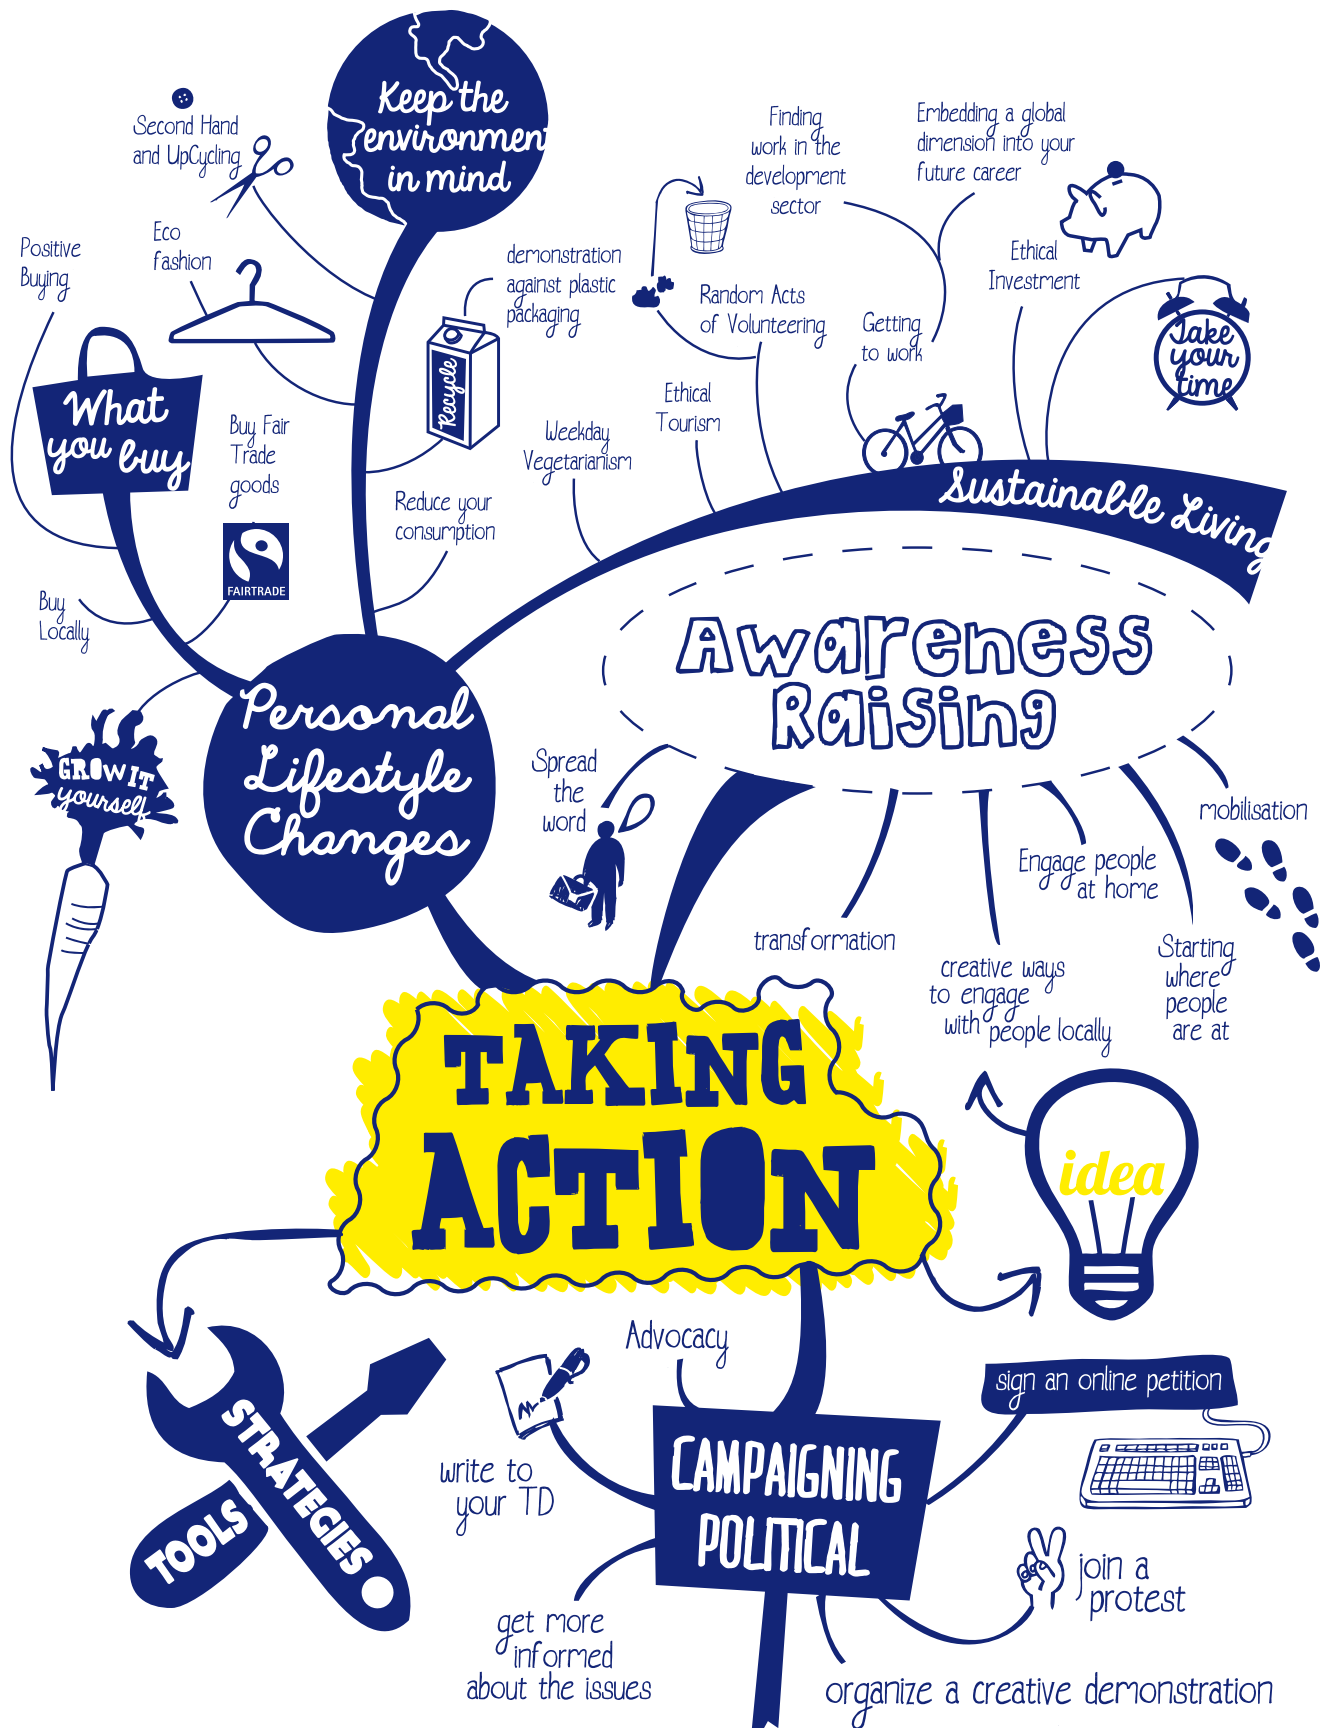 Keep the
environment
in mind
Second Hand
and UpCycling
Eco
fashion
Positive
Buying
What
you buy
Buy Fair
Trade
goods
FAIRTRADE
Buy
Locally
GROW IT
yourself
demonstration
against plastic
packaging
Recycle
Reduce your
consumption
Personal
Lifestyle
Changes
Weekday
Vegetarianism
Ethical
Tourism
Random Acts
of Volunteering
Finding
work in the
development
sector
Embedding a global
dimension into your
future career
Getting
to work
Ethical
Investment
Take
your
time
Sustainable Living
Awareness
Raising
Spread
the
word
transformation
creative ways
to engage
with people locally
Engage people
at home
Starting
where
people
are at
mobilisation
TAKING
ACTION
idea
STRATEGIES
TOOLS
Advocacy
write to
your TD
get more
informed
about the issues
CAMPAIGNING
POLITICAL
sign an online petition
join a
protest
organize a creative demonstration